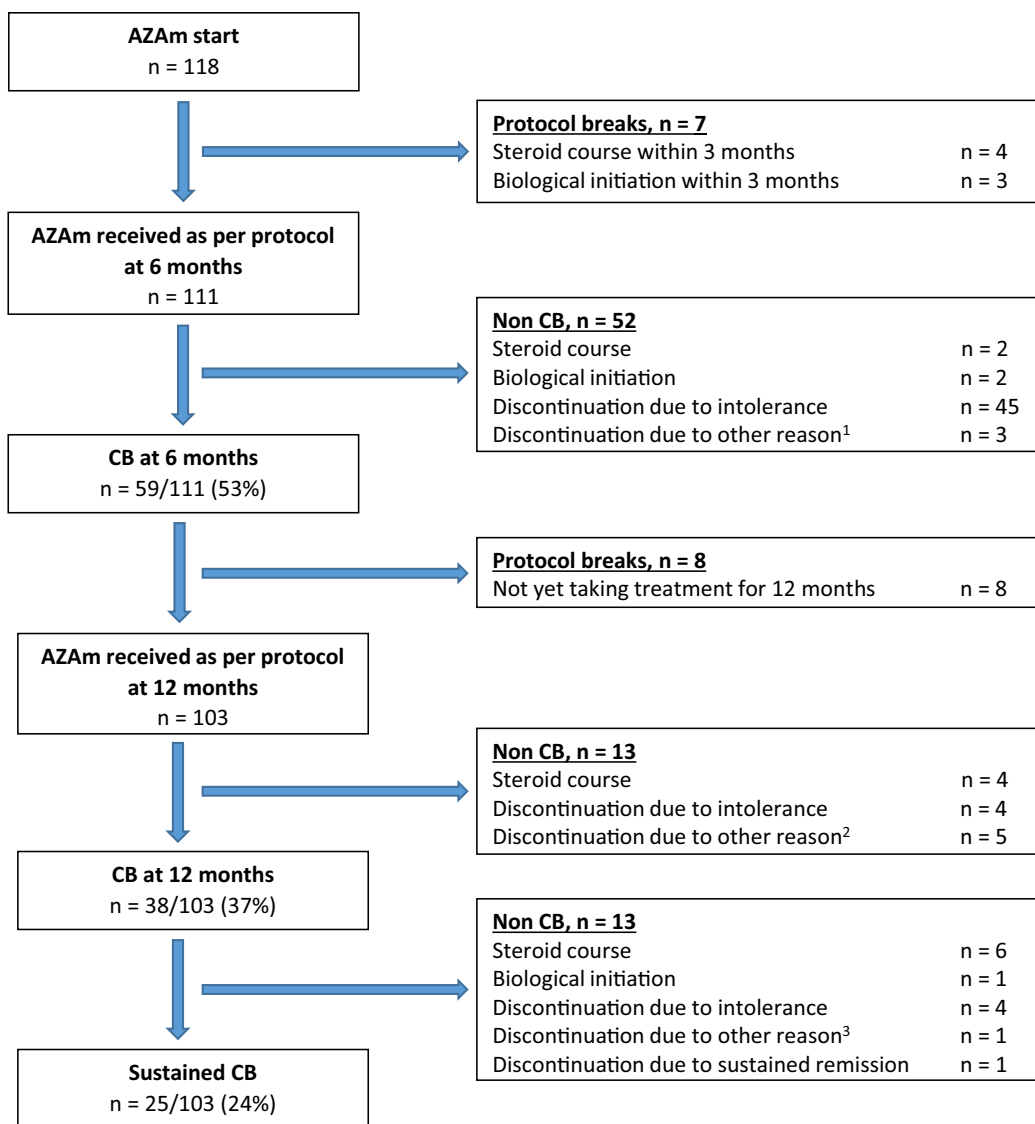 AZAm start
n = 118
Protocol breaks, n = 7
Steroid course within 3 months n = 4
Biological initiation within 3 months n = 3
AZAm received as per protocol
at 6 months
n = 111
Non CB, n = 52
Steroid course n = 2
Biological initiation n = 2
Discontinuation due to intolerance n = 45
Discontinuation due to other reason¹ n = 3
CB at 6 months
n = 59/111 (53%)
Protocol breaks, n = 8
Not yet taking treatment for 12 months n = 8
AZAm received as per protocol
at 12 months
n = 103
Non CB, n = 13
Steroid course n = 4
Discontinuation due to intolerance n = 4
Discontinuation due to other reason² n = 5
CB at 12 months
n = 38/103 (37%)
Non CB, n = 13
Steroid course n = 6
Biological initiation n = 1
Discontinuation due to intolerance n = 4
Discontinuation due to other reason³ n = 1
Discontinuation due to sustained remission n = 1
Sustained CB
n = 25/103 (24%)